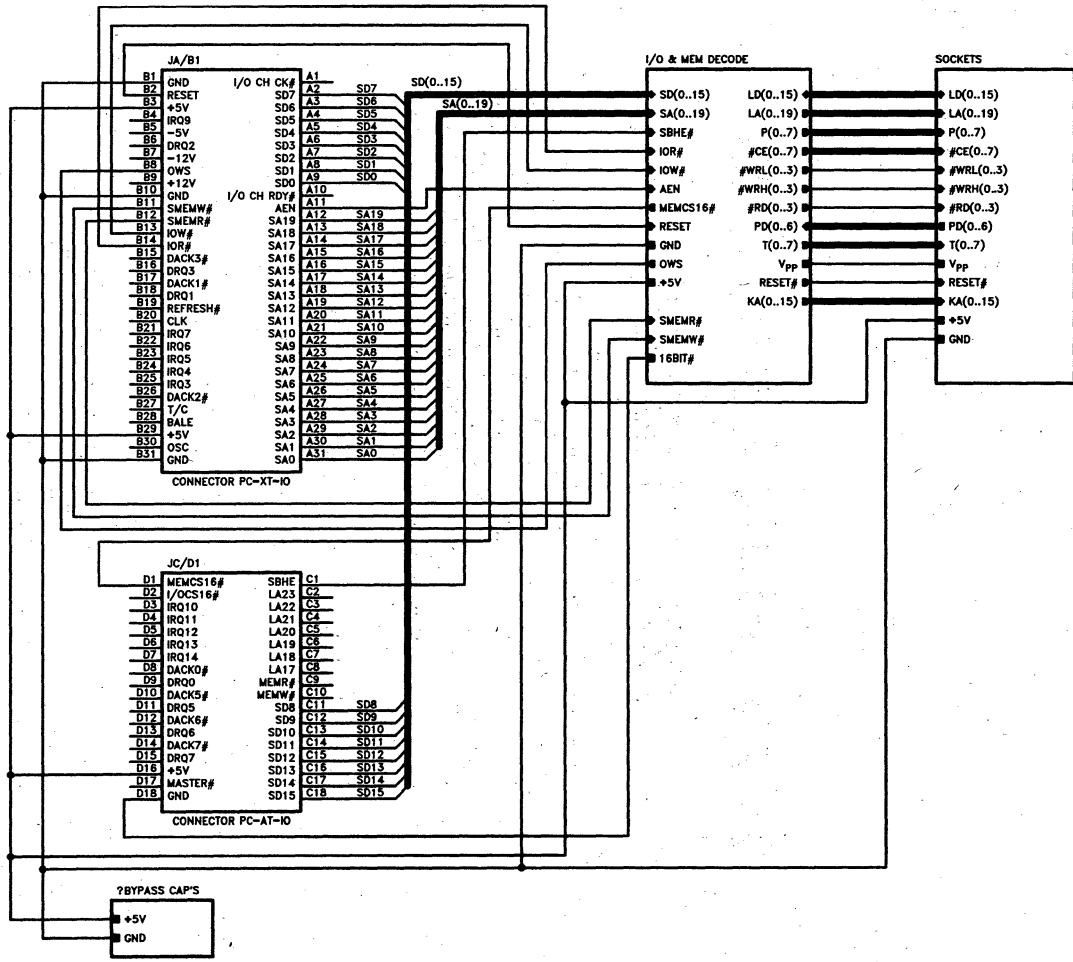 JA/B1
B1 GND I/O CH CK# A1
B2 RESET SD7 A2 SD7
B3 +5V SD6 A3 SD6
B4 IRQ9 SD5 A4 SD5
B5 -5V SD4 A5 SD4
B6 DRQ2 SD3 A6 SD3
B7 -12V SD2 A7 SD2
B8 OWS SD1 A8 SD1
B9 +12V SD0 A9 SD0
B10 GND I/O CH RDY# A10
B11 SMEMW# AEN A11
B12 SMEMR# SA19 A12 SA19
B13 IOW# SA18 A13 SA18
B14 IOR# SA17 A14 SA17
B15 DACK3# SA16 A15 SA16
B16 DRQ3 SA15 A16 SA15
B17 DACK1# SA14 A17 SA14
B18 DRQ1 SA13 A18 SA13
B19 REFRESH# SA12 A19 SA12
B20 CLK SA11 A20 SA11
B21 IRQ7 SA10 A21 SA10
B22 IRQ6 SA9 A22 SA9
B23 IRQ5 SA8 A23 SA8
B24 IRQ4 SA7 A24 SA7
B25 IRQ3 SA6 A25 SA6
B26 DACK2# SA5 A26 SA5
B27 T/C SA4 A27 SA4
B28 BALE SA3 A28 SA3
B29 +5V SA2 A29 SA2
B30 OSC SA1 A30 SA1
B31 GND SA0 A31 SA0
CONNECTOR PC-XT-IO
SD(0..15)
SA(0..19)
I/O & MEM DECODE
SD(0..15) LD(0..15)
SA(0..19) LA(0..19)
SBHE# P(0..7)
IOR# #CE(0..7)
IOW# #WRL(0..3)
AEN #WRH(0..3)
MEMCS16# #RD(0..3)
RESET PD(0..6)
GND T(0..7)
OWS VPP
+5V RESET#
KA(0..15)
SMEMR#
SMEMW#
16BIT#
SOCKETS
LD(0..15)
LA(0..19)
P(0..7)
#CE(0..7)
#WRL(0..3)
#WRH(0..3)
#RD(0..3)
PD(0..6)
T(0..7)
VPP
RESET#
KA(0..15)
+5V
GND
JC/D1
D1 MEMCS16# SBHE C1
D2 I/OCS16# LA23 C2
D3 IRQ10 LA22 C3
D4 IRQ11 LA21 C4
D5 IRQ12 LA20 C5
D6 IRQ13 LA19 C6
D7 IRQ14 LA18 C7
D8 DACK0# LA17 C8
D9 DRQ0 MEMR# C9
D10 DACK5# MEMW# C10
D11 DRQ5 SD8 C11 SD8
D12 DACK6# SD9 C12 SD9
D13 DRQ6 SD10 C13 SD10
D14 DACK7# SD11 C14 SD11
D15 DRQ7 SD12 C15 SD12
D16 +5V SD13 C16 SD13
D17 MASTER# SD14 C17 SD14
D18 GND SD15 C18 SD15
CONNECTOR PC-AT-IO
?BYPASS CAP'S
+5V
GND